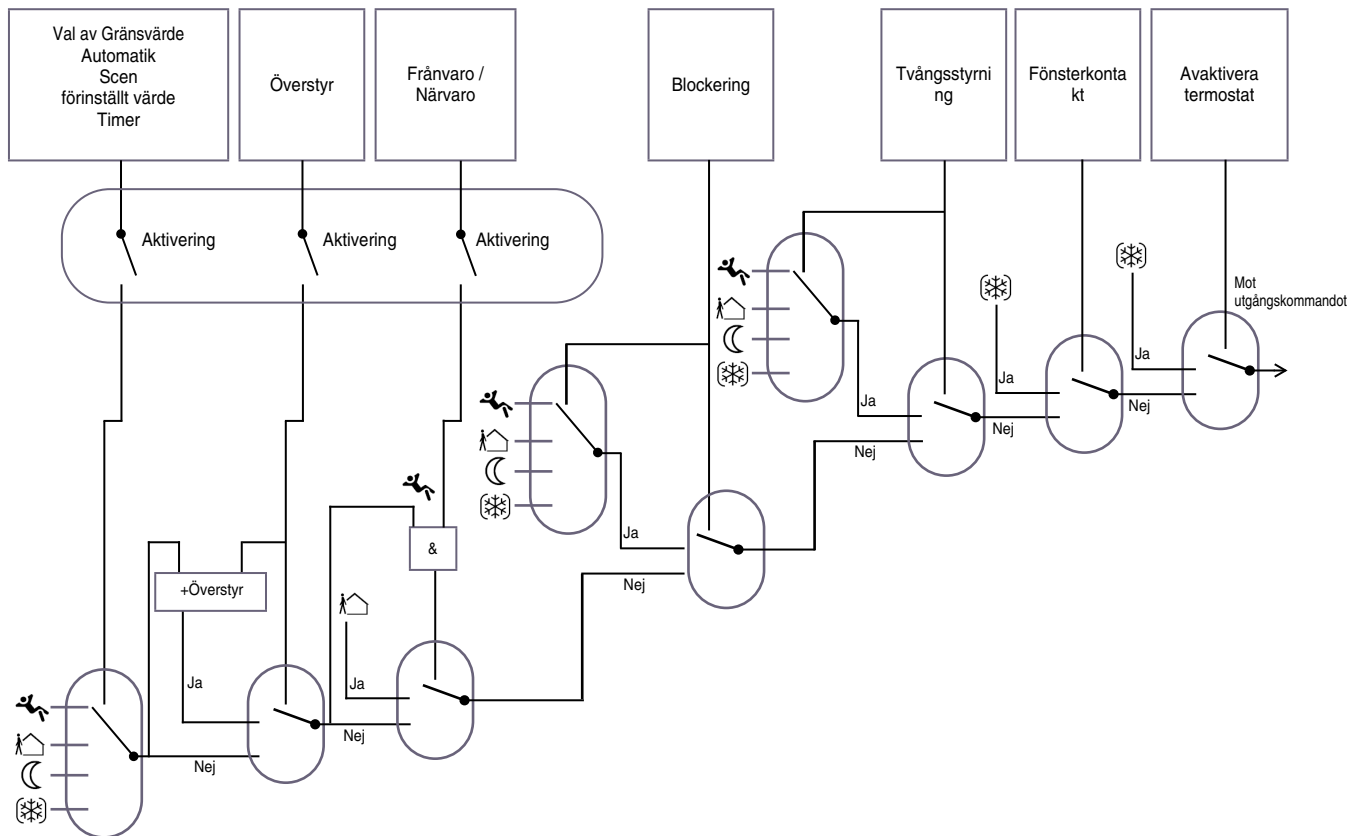 Val av Gränsvärde
Automatik
Scen
förinställt värde
Timer
Överstyr
Frånvaro /
Närvaro
Blockering
Tvångsstyrni
ng
Fönsterkonta
kt
Avaktivera
termostat
Aktivering
Aktivering
Aktivering
Mot
utgångskommandot
Ja
Nej
Ja
Nej
Ja
Nej
Ja
Nej
&
+Överstyr
Ja
Nej
Ja
Nej